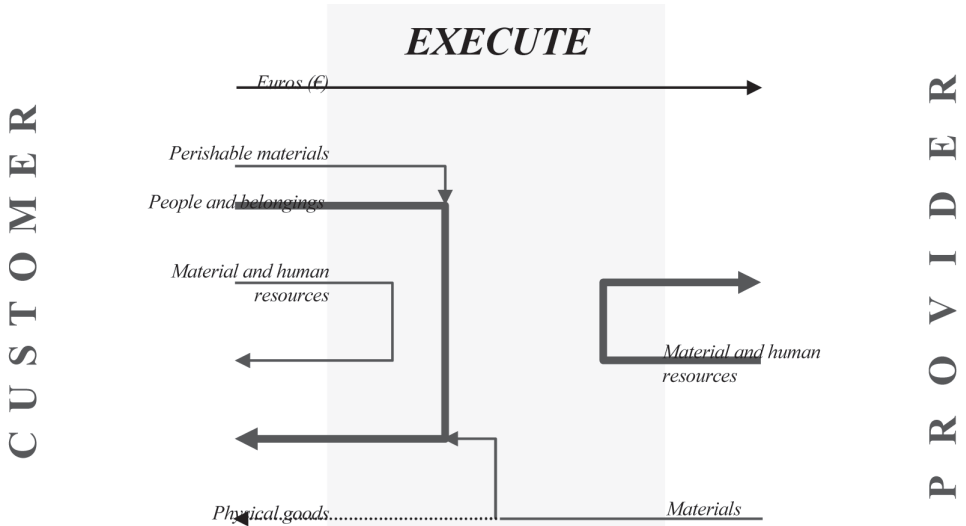 EXECUTE
CUSTOMER
PROVIDER
Euros (€)
Perishable materials
People and belongings
Material and human
resources
Material and human
resources
Physical goods
Materials